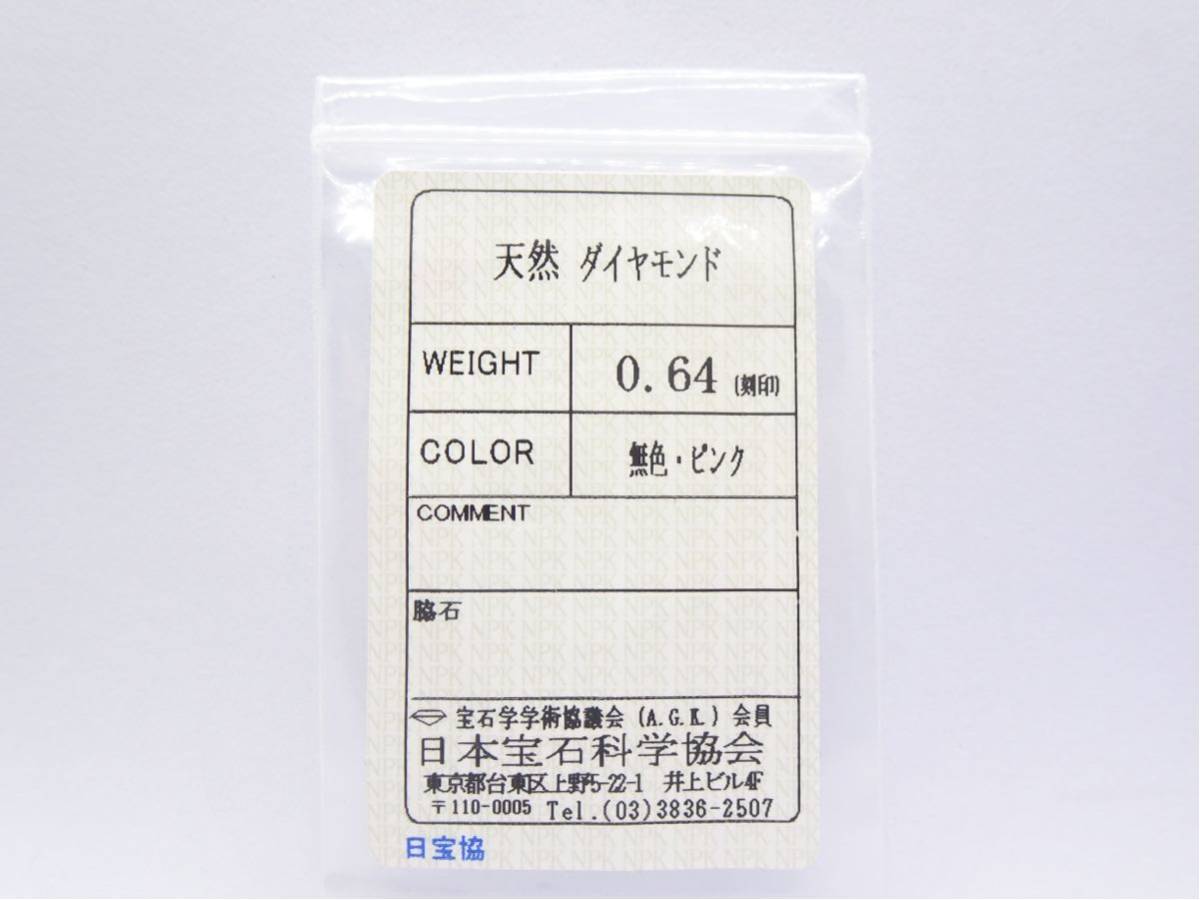 天然 ダイヤモンド
WEIGHT 0.64 (刻印)
COLOR 無色・ピンク
COMMENT
脇石
宝石学学術協議会 (A.G.K.) 会員
日本宝石科学協会
東京都台東区上野5-22-1 井上ビル4F
〒110-0005 Tel.(03)3836-2507
日宝協